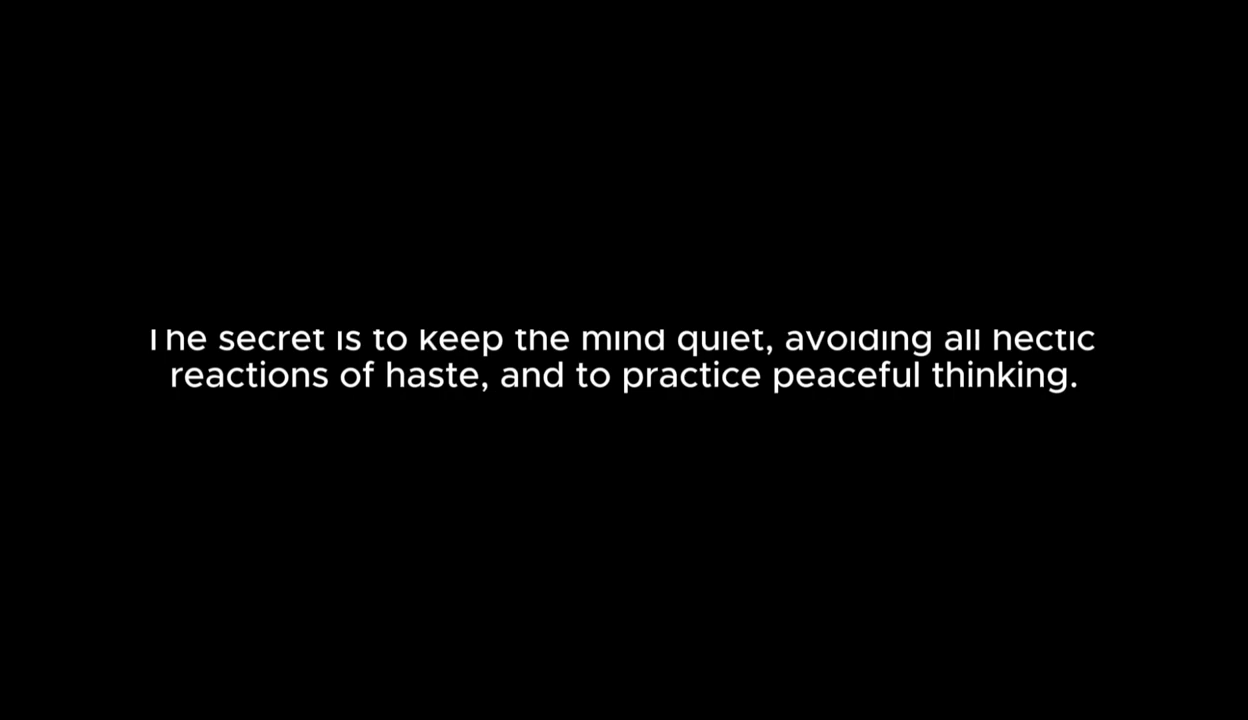 The secret is to keep the mind quiet, avoiding all hectic
reactions of haste, and to practice peaceful thinking.